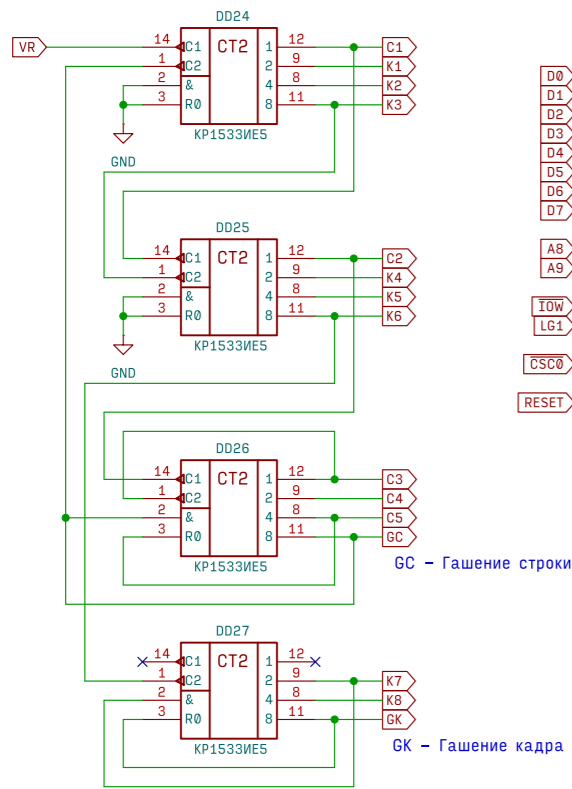 DD24
VR 14 C1 CT2 1 12 C1
1 C2 2 9 K1
2 & 4 8 K2
3 R0 8 11 K3
КР1533ИЕ5
GND
D0
D1
D2
D3
D4
D5
D6
D7
A8
A9
IOW
LG1
CSC0
RESET
DD25
14 C1 CT2 1 12 C2
1 C2 2 9 K4
2 & 4 8 K5
3 R0 8 11 K6
КР1533ИЕ5
GND
DD26
14 C1 CT2 1 12 C3
1 C2 2 9 C4
2 & 4 8 C5
3 R0 8 11 GC
КР1533ИЕ5
GC – Гашение строки
DD27
14 C1 CT2 1 12
1 C2 2 9 K7
2 & 4 8 K8
3 R0 8 11 GK
КР1533ИЕ5
GK – Гашение кадра